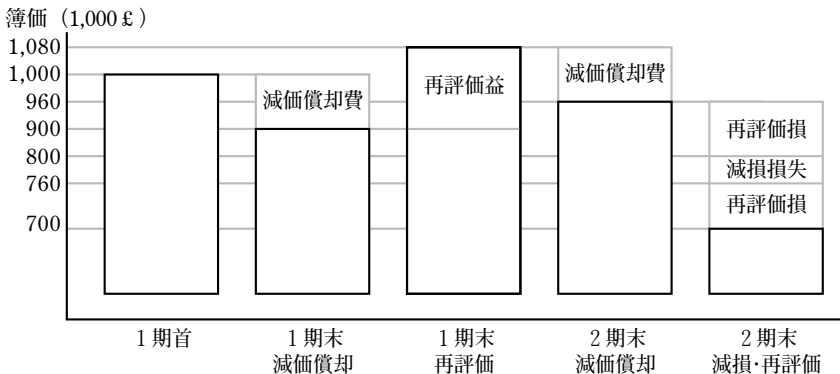 簿価（1,000￡）
1,080
1,000
960
900
800
760
700
減価償却費
再評価益
減価償却費
再評価損
減損損失
再評価損
1期首
1期末
減価償却
1期末
再評価
2期末
減価償却
2期末
減損・再評価